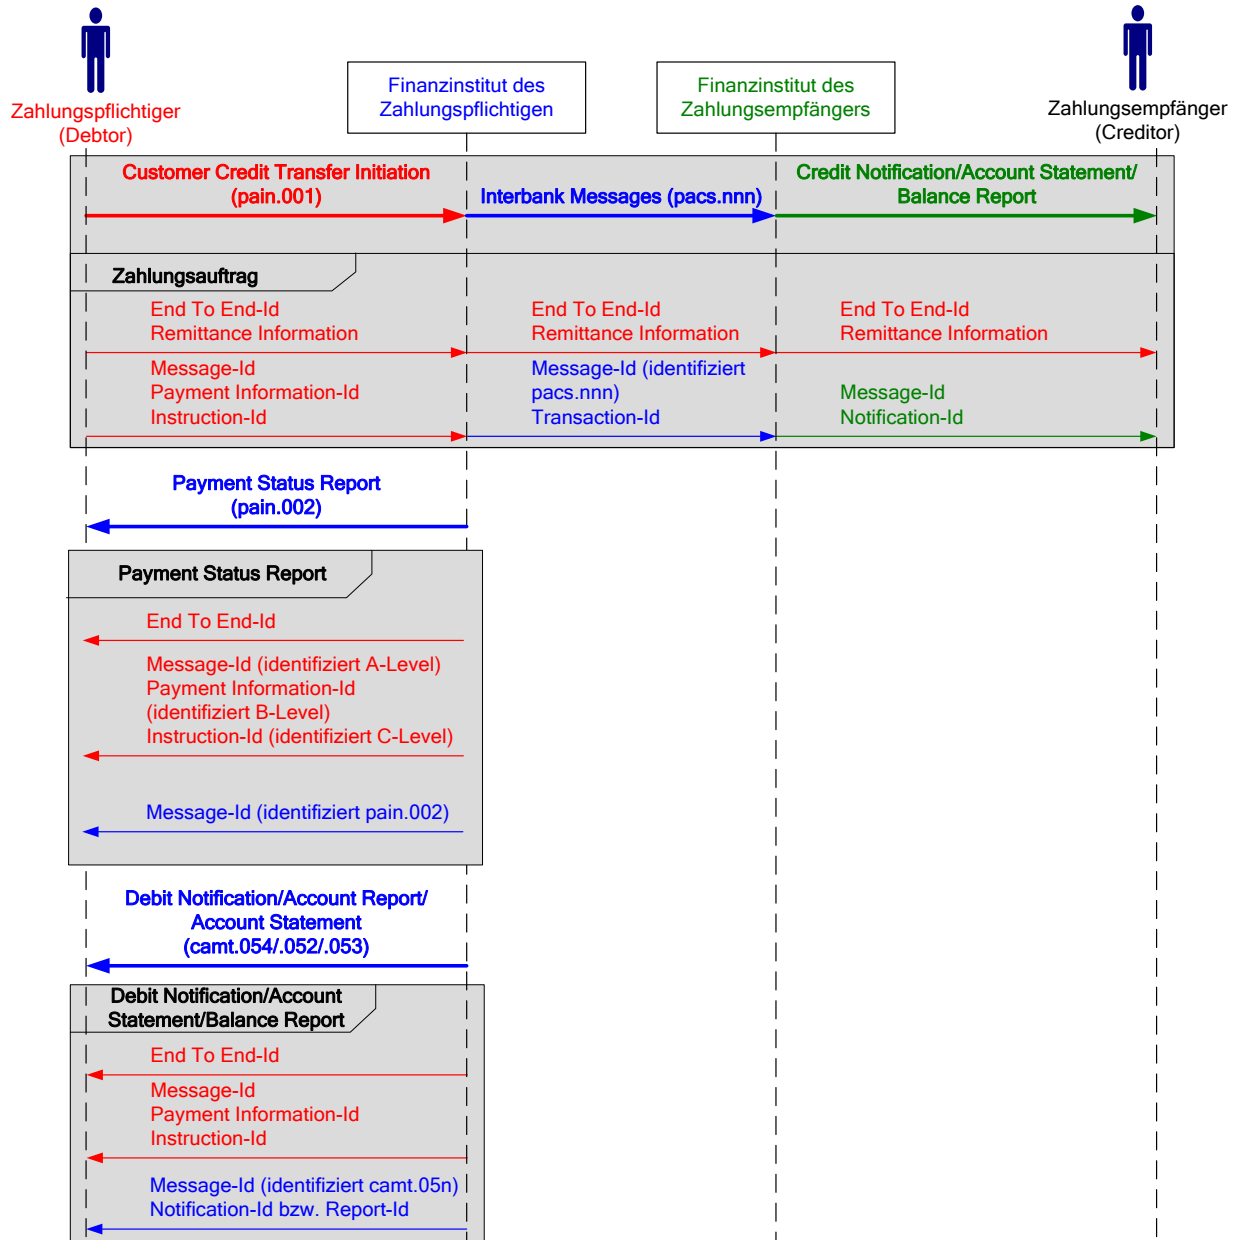 Zahlungspflichtiger
(Debtor)
Finanzinstitut des
Zahlungspflichtigen
Finanzinstitut des
Zahlungsempfängers
Zahlungsempfänger
(Creditor)
Customer Credit Transfer Initiation
(pain.001)
Interbank Messages (pacs.nnn)
Credit Notification/Account Statement/
Balance Report
Zahlungsauftrag
End To End-Id
Remittance Information
End To End-Id
Remittance Information
End To End-Id
Remittance Information
Message-Id
Payment Information-Id
Instruction-Id
Message-Id (identifiziert
pacs.nnn)
Transaction-Id
Message-Id
Notification-Id
Payment Status Report
(pain.002)
Payment Status Report
End To End-Id
Message-Id (identifiziert A-Level)
Payment Information-Id
(identifiziert B-Level)
Instruction-Id (identifiziert C-Level)
Message-Id (identifiziert pain.002)
Debit Notification/Account Report/
Account Statement
(camt.054/.052/.053)
Debit Notification/Account
Statement/Balance Report
End To End-Id
Message-Id
Payment Information-Id
Instruction-Id
Message-Id (identifiziert camt.05n)
Notification-Id bzw. Report-Id